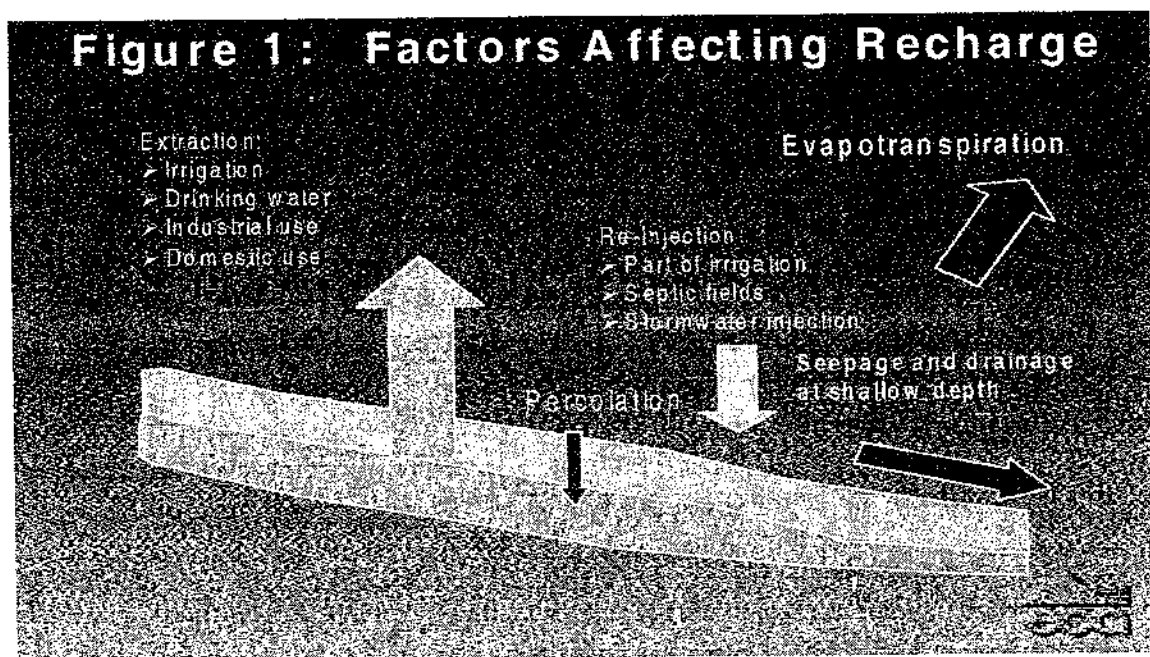 Figure 1: Factors Affecting Recharge
Extraction:
➢ Irrigation
➢ Drinking water
➢ Industrial use
➢ Domestic use
Evapotranspiration
Re-Injection
➢ Part of irrigation
➢ Septic fields
➢ Stormwater injection
Seepage and drainage
at shallow depth
Percolation